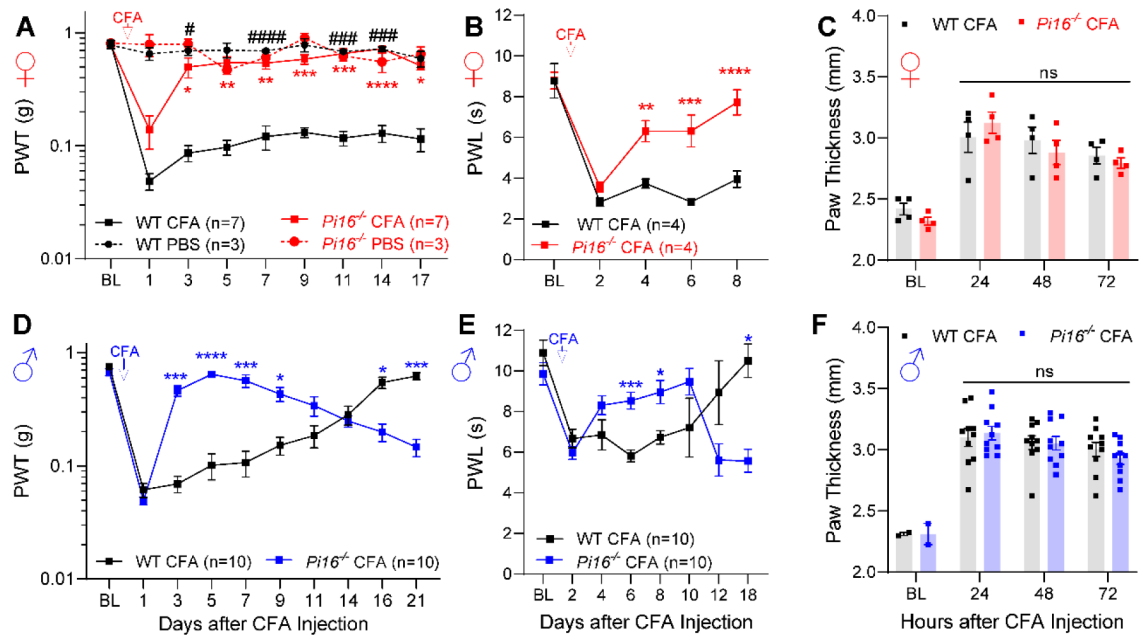 A
CFA
♀
PWT (g)
1
0.1
0.01
#
####
###
###
*
**
**
***
***
****
*
WT CFA (n=7)
Pi16-/- CFA (n=7)
WT PBS (n=3)
Pi16-/- PBS (n=3)
BL 1 3 5 7 9 11 14 17
B
CFA
♀
PWL (s)
12
10
8
6
4
2
0
**
***
****
WT CFA (n=4)
Pi16-/- CFA (n=4)
BL 2 4 6 8
C
WT CFA
Pi16-/- CFA
♀
ns
Paw Thickness (mm)
4.0
3.5
3.0
2.5
2.0
BL 24 48 72
D
CFA
♂
PWT (g)
1
0.1
0.01
***
****
***
*
*
****
WT CFA (n=10)
Pi16-/- CFA (n=10)
BL 1 3 5 7 9 11 14 16 21
Days after CFA Injection
E
CFA
♂
PWL (s)
12
10
8
6
4
2
0
***
*
*
WT CFA (n=10)
Pi16-/- CFA (n=10)
BL 2 4 6 8 10 12 18
Days after CFA Injection
F
WT CFA
Pi16-/- CFA
♂
ns
Paw Thickness (mm)
4.0
3.5
3.0
2.5
2.0
BL 24 48 72
Hours after CFA Injection